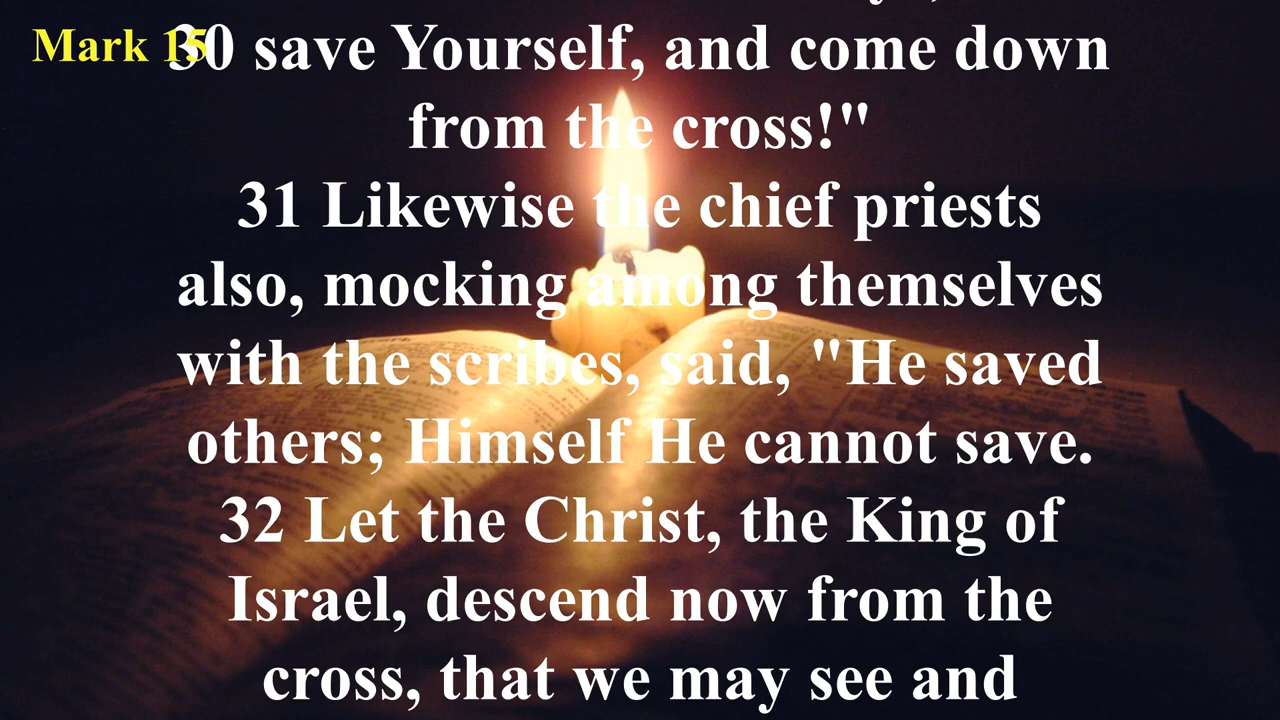 Mark 15
30 save Yourself, and come down
from the cross!"
31 Likewise the chief priests
also, mocking among themselves
with the scribes, said, "He saved
others; Himself He cannot save.
32 Let the Christ, the King of
Israel, descend now from the
cross, that we may see and